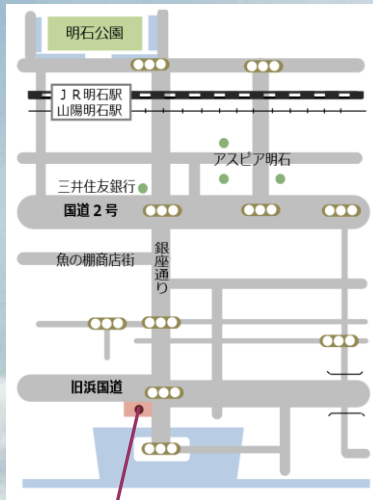 明石公園
JR明石駅
山陽明石駅
アスピア明石
三井住友銀行
国道2号
魚の棚商店街
銀座通り
旧浜国道